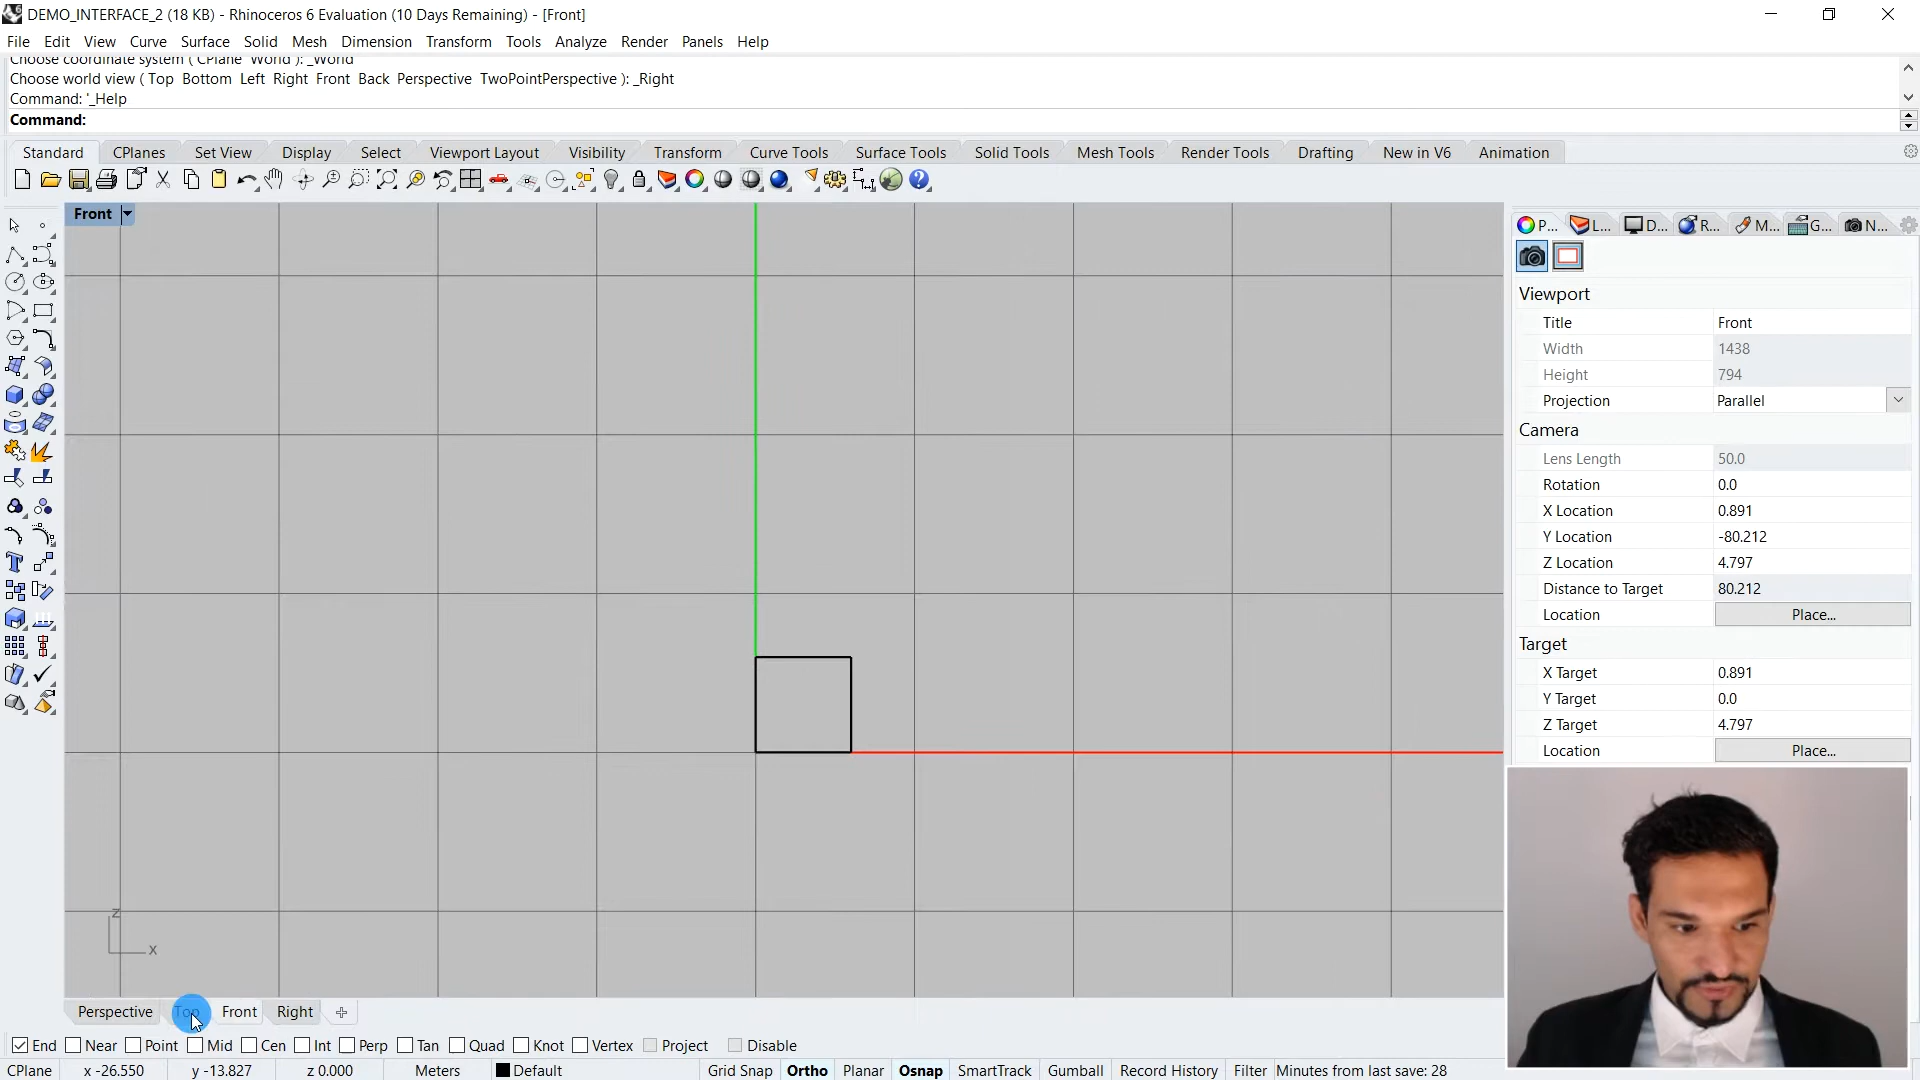 DEMO_INTERFACE_2 (18 KB) - Rhinoceros 6 Evaluation (10 Days Remaining) - [Front]
File Edit View Curve Surface Solid Mesh Dimension Transform Tools Analyze Render Panels Help
Choose coordinate system ( CPlane World ): _World
Choose world view ( Top Bottom Left Right Front Back Perspective TwoPointPerspective ): _Right
Command: '_Help
Command:
Standard CPlanes Set View Display Select Viewport Layout Visibility Transform Curve Tools Surface Tools Solid Tools Mesh Tools Render Tools Drafting New in V6 Animation
Front
P... L... D... R... M... G... N...
Viewport
Title Front
Width 1438
Height 794
Projection Parallel
Camera
Lens Length 50.0
Rotation 0.0
X Location 0.891
Y Location -80.212
Z Location 4.797
Distance to Target 80.212
Location Place...
Target
X Target 0.891
Y Target 0.0
Z Target 4.797
Location Place...
z
x
Perspective Top Front Right
End Near Point Mid Cen Int Perp Tan Quad Knot Vertex Project Disable
CPlane x -26.550 y -13.827 z 0.000 Meters Default Grid Snap Ortho Planar Osnap SmartTrack Gumball Record History Filter Minutes from last save: 28